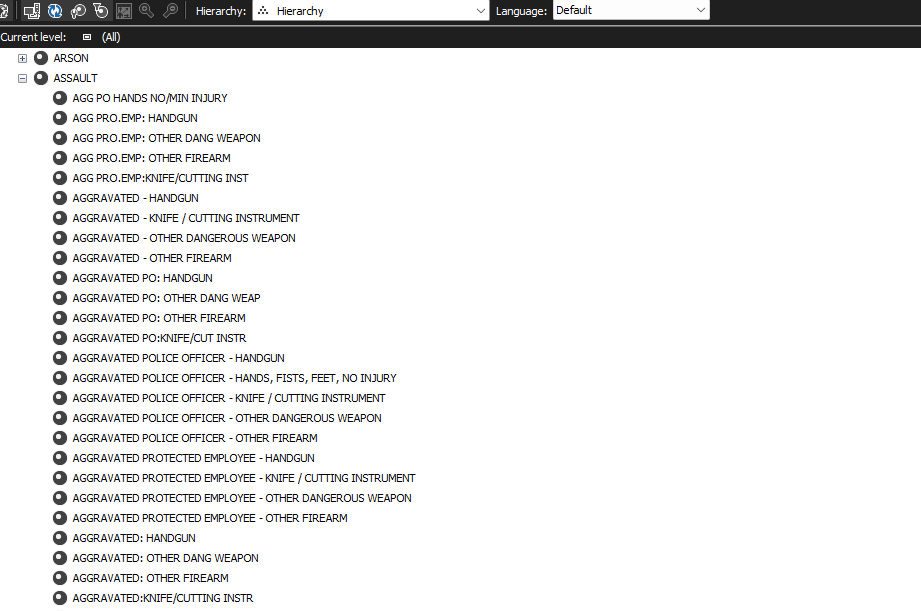 Hierarchy: Hierarchy Language: Default
Current level: (All)
ARSON
ASSAULT
AGG PO HANDS NO/MIN INJURY
AGG PRO.EMP: HANDGUN
AGG PRO.EMP: OTHER DANG WEAPON
AGG PRO.EMP: OTHER FIREARM
AGG PRO.EMP:KNIFE/CUTTING INST
AGGRAVATED - HANDGUN
AGGRAVATED - KNIFE / CUTTING INSTRUMENT
AGGRAVATED - OTHER DANGEROUS WEAPON
AGGRAVATED - OTHER FIREARM
AGGRAVATED PO: HANDGUN
AGGRAVATED PO: OTHER DANG WEAP
AGGRAVATED PO: OTHER FIREARM
AGGRAVATED PO:KNIFE/CUT INSTR
AGGRAVATED POLICE OFFICER - HANDGUN
AGGRAVATED POLICE OFFICER - HANDS, FISTS, FEET, NO INJURY
AGGRAVATED POLICE OFFICER - KNIFE / CUTTING INSTRUMENT
AGGRAVATED POLICE OFFICER - OTHER DANGEROUS WEAPON
AGGRAVATED POLICE OFFICER - OTHER FIREARM
AGGRAVATED PROTECTED EMPLOYEE - HANDGUN
AGGRAVATED PROTECTED EMPLOYEE - KNIFE / CUTTING INSTRUMENT
AGGRAVATED PROTECTED EMPLOYEE - OTHER DANGEROUS WEAPON
AGGRAVATED PROTECTED EMPLOYEE - OTHER FIREARM
AGGRAVATED: HANDGUN
AGGRAVATED: OTHER DANG WEAPON
AGGRAVATED: OTHER FIREARM
AGGRAVATED:KNIFE/CUTTING INSTR